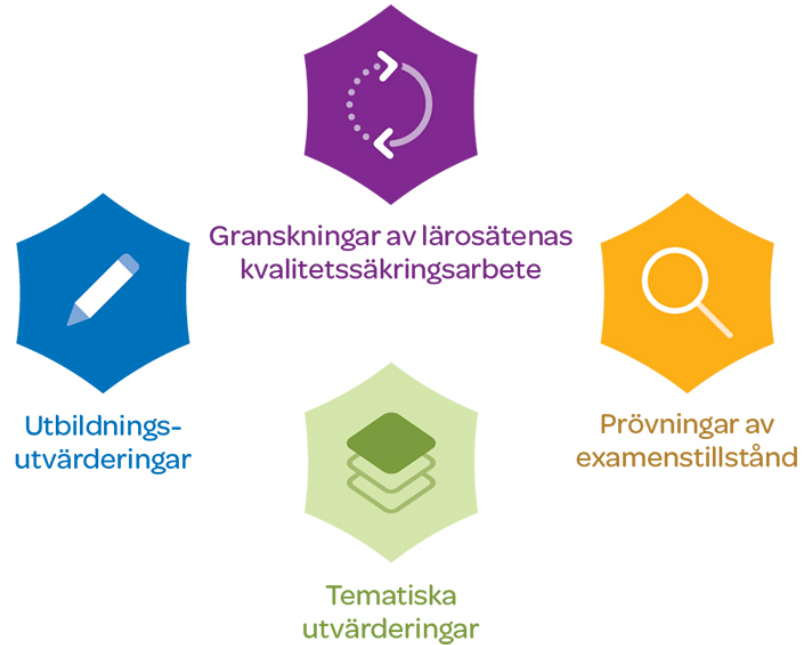 Granskningar av lärosätenas
kvalitetssäkringsarbete
Utbildnings-
utvärderingar
Prövningar av
examenstillstånd
Tematiska
utvärderingar